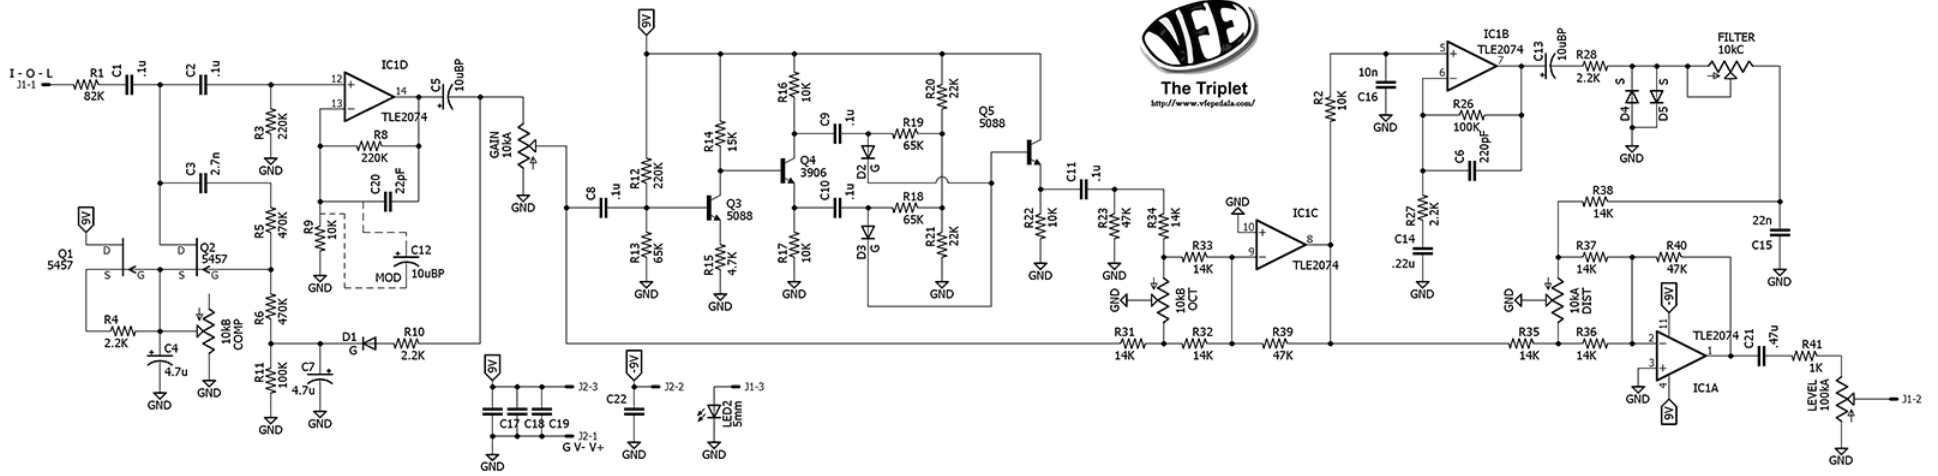 I - O - L
J1-1
R1
82K
C1
.1u
C2
.1u
R3
220K
GND
12
13
14
IC1D
TLE2074
R8
220K
C20
22pF
R9
10K
GND
C12
10uBP
MOD
C5
10uBP
C3
2.7n
R5
470K
9V
Q1
5457
D
S
G
D
S
G
Q2
5457
R4
2.2K
C4
4.7u
GND
10kB
COMP
GND
R6
470K
R11
100K
GND
C7
4.7u
GND
D1
G
R10
2.2K
GAIN
10kA
GND
C8
.1u
9V
R12
220K
R13
65K
GND
R14
15K
Q3
5088
R15
4.7K
GND
R16
10K
Q4
3906
R17
10K
GND
C9
.1u
C10
.1u
D2
G
D3
G
R19
65K
R18
65K
R20
22K
R21
22K
GND
Q5
5088
R22
10K
GND
C11
.1u
R23
47K
GND
R34
14K
GND
10kB
OCT
R33
14K
R31
14K
R32
14K
R39
47K
GND
10
9
8
IC1C
TLE2074
VFE
The Triplet
http://www.vfepedals.com/
R2
10K
10n
C16
GND
5
6
7
IC1B
TLE2074
R26
100K
C6
220pF
R27
2.2K
C14
.22u
GND
C13
10uBP
R28
2.2K
S
D4
S
D5
GND
FILTER
10kC
R38
14K
22n
C15
GND
R37
14K
R40
47K
GND
10kA
DIST
R35
14K
R36
14K
-9V
11
2
3
1
4
TLE2074
IC1A
GND
9V
C21
.47u
R41
1K
LEVEL
100kA
J1-2
GND
9V
J2-3
C17
C18
C19
J2-1
G V- V+
GND
-9V
J2-2
C22
GND
J1-3
LED2
5mm
GND